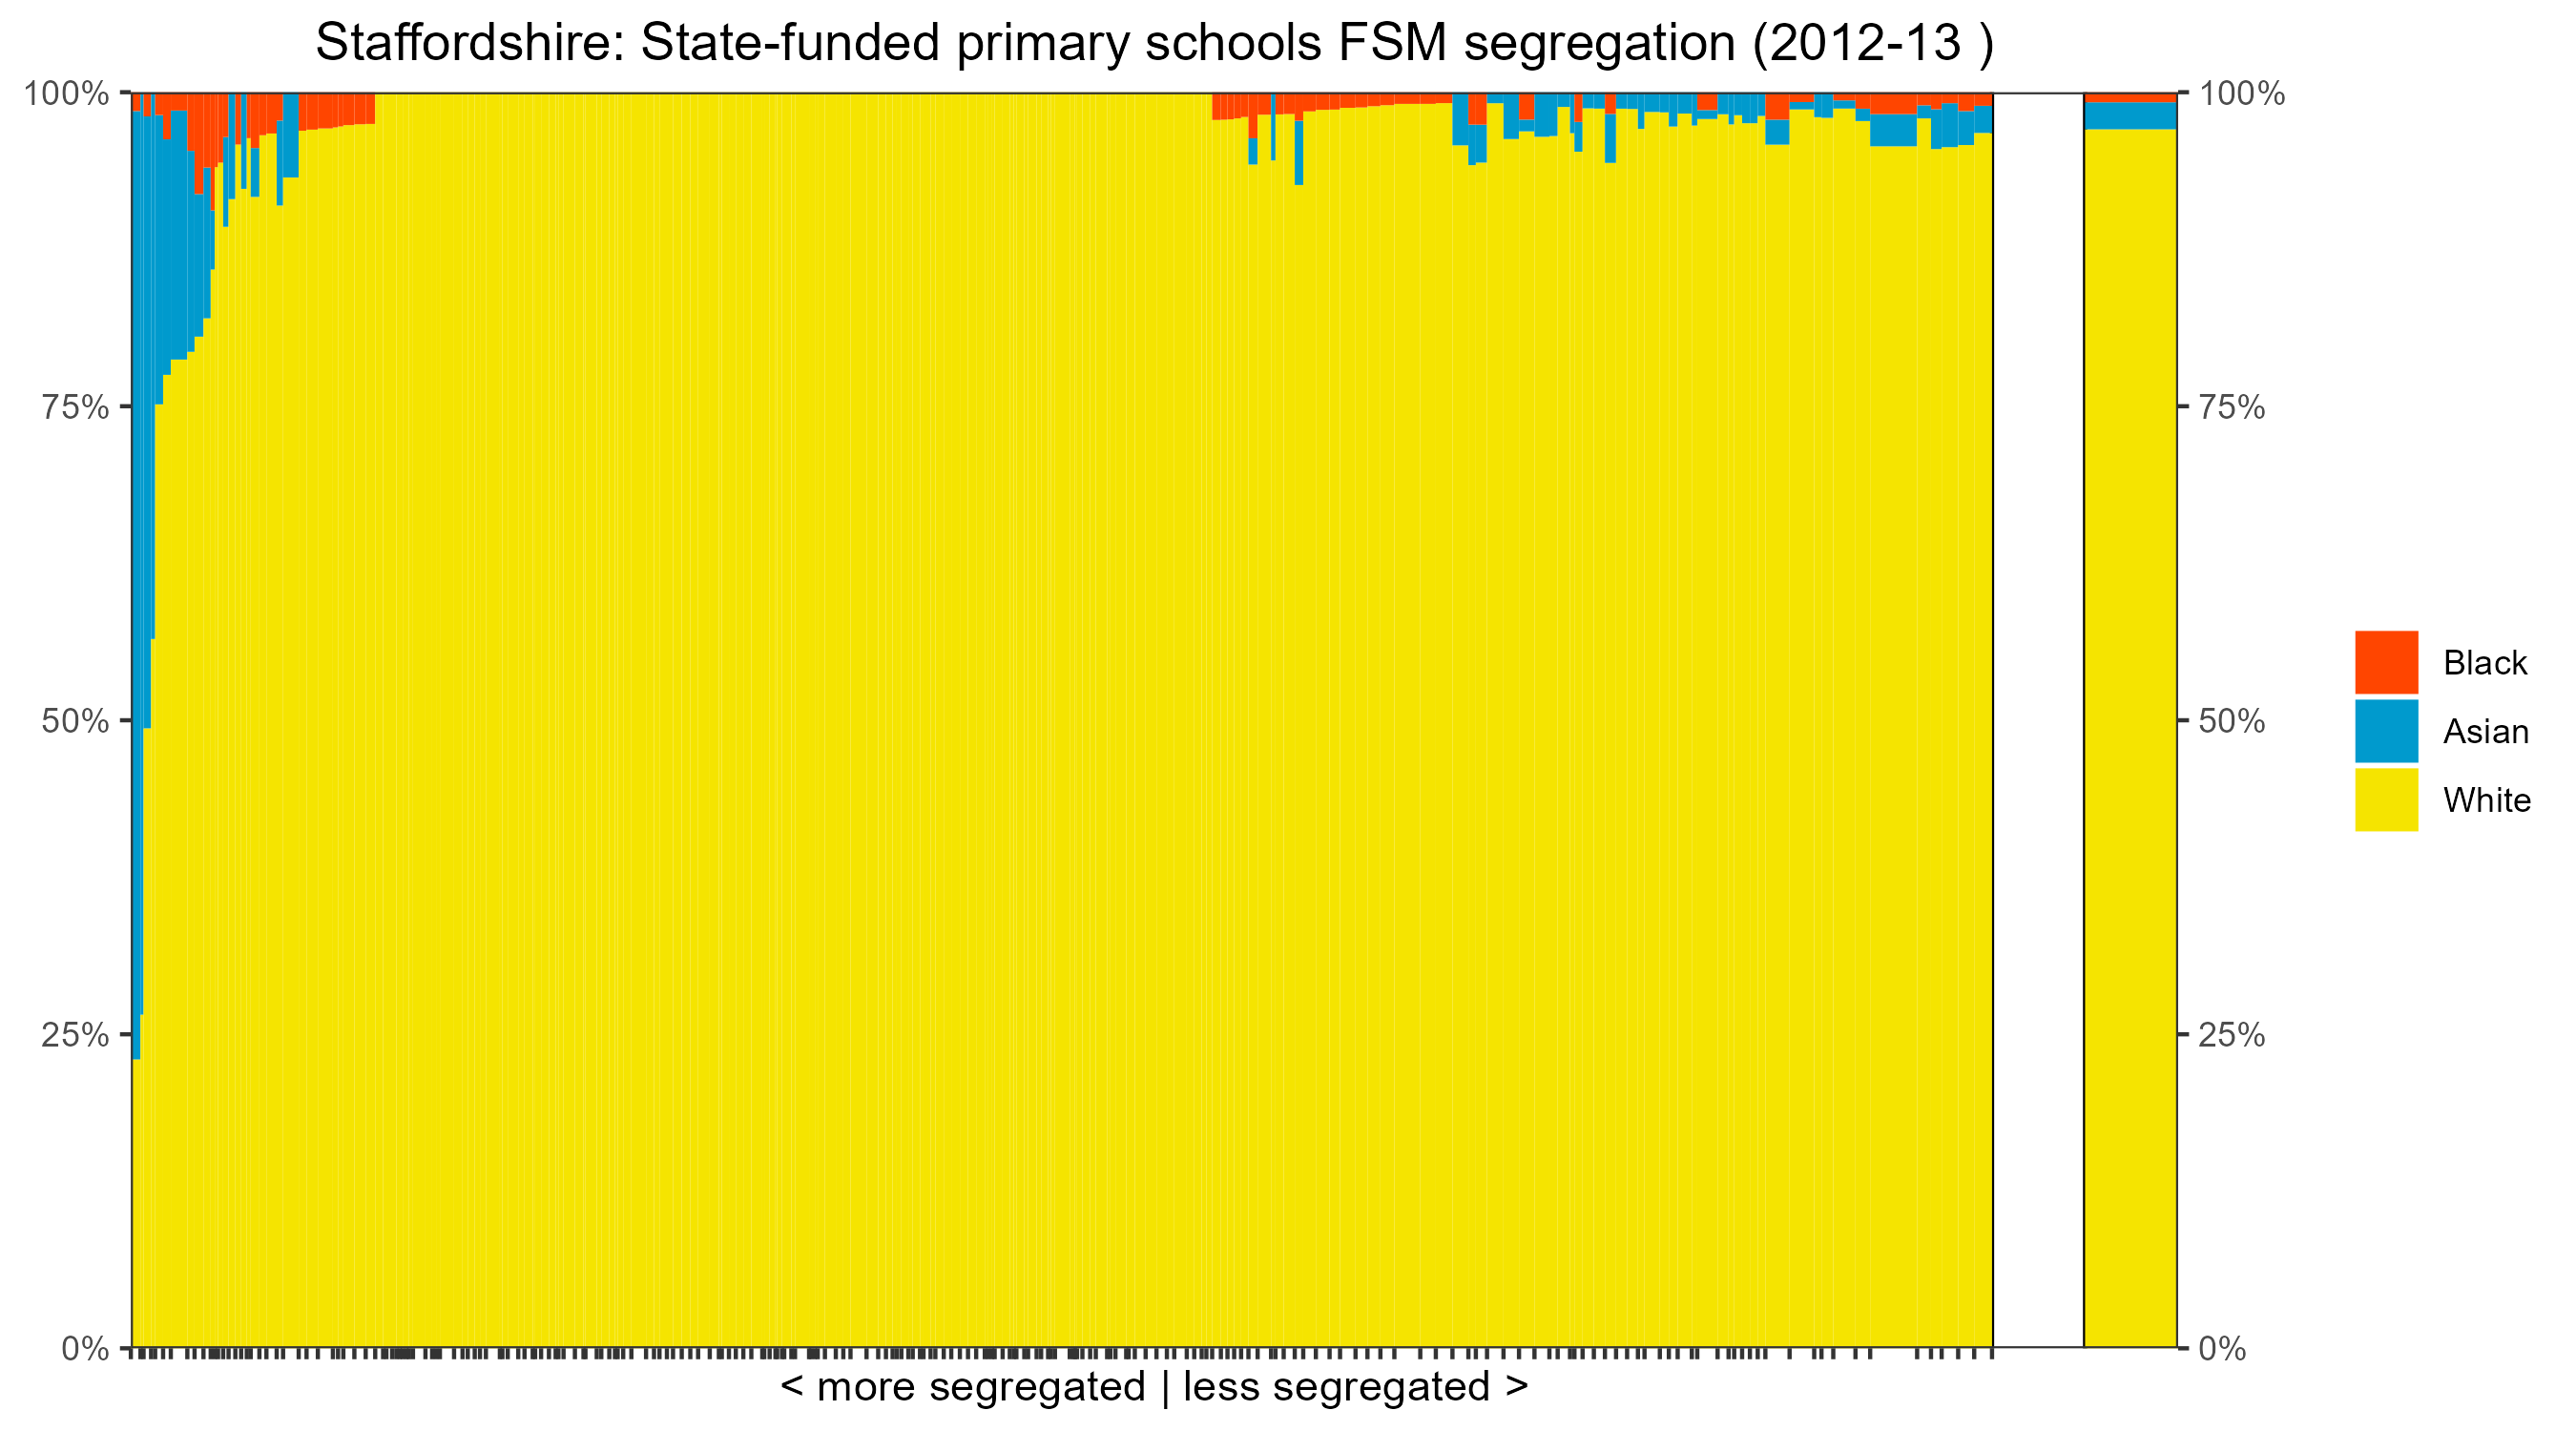 Staffordshire: State-funded primary schools FSM segregation (2012-13 )
100%
75%
50%
25%
0%
100%
75%
50%
25%
0%
Black
Asian
White
< more segregated | less segregated >